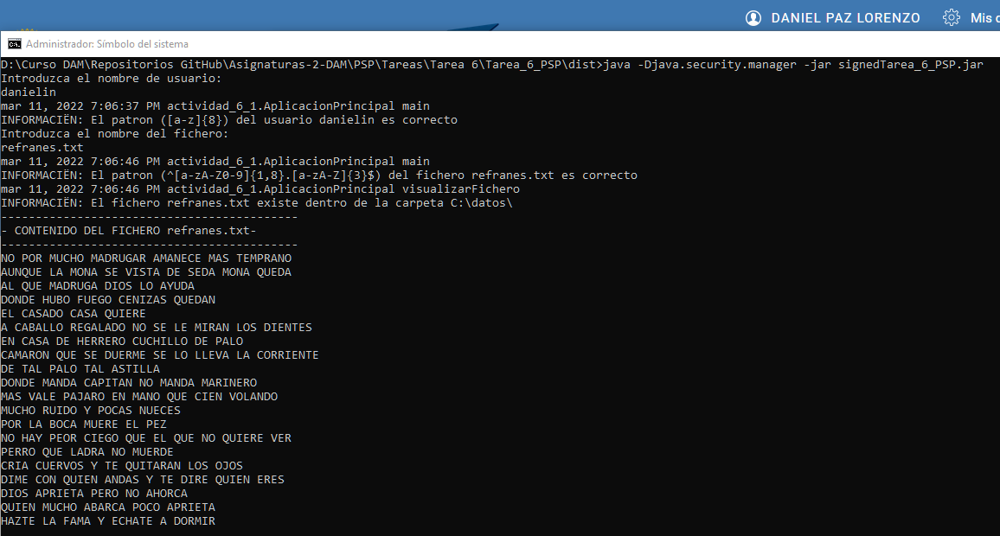 DANIEL PAZ LORENZO
Mis
Administrador: Símbolo del sistema
D:\Curso DAM\Repositorios GitHub\Asignaturas-2-DAM\PSP\Tareas\Tarea 6\Tarea_6_PSP\dist>java -Djava.security.manager -jar signedTarea_6_PSP.jar
Introduzca el nombre de usuario:
danielin
mar 11, 2022 7:06:37 PM actividad_6_1.AplicacionPrincipal main
INFORMACIËN: El patron ([a-z]{8}) del usuario danielin es correcto
Introduzca el nombre del fichero:
refranes.txt
mar 11, 2022 7:06:46 PM actividad_6_1.AplicacionPrincipal main
INFORMACIËN: El patron (^[a-zA-Z0-9]{1,8}.[a-zA-Z]{3}$) del fichero refranes.txt es correcto
mar 11, 2022 7:06:46 PM actividad_6_1.AplicacionPrincipal visualizarFichero
INFORMACIËN: El fichero refranes.txt existe dentro de la carpeta C:\datos\
-------------------------------------------
- CONTENIDO DEL FICHERO refranes.txt-
-------------------------------------------
NO POR MUCHO MADRUGAR AMANECE MAS TEMPRANO
AUNQUE LA MONA SE VISTA DE SEDA MONA QUEDA
AL QUE MADRUGA DIOS LO AYUDA
DONDE HUBO FUEGO CENIZAS QUEDAN
EL CASADO CASA QUIERE
A CABALLO REGALADO NO SE LE MIRAN LOS DIENTES
EN CASA DE HERRERO CUCHILLO DE PALO
CAMARON QUE SE DUERME SE LO LLEVA LA CORRIENTE
DE TAL PALO TAL ASTILLA
DONDE MANDA CAPITAN NO MANDA MARINERO
MAS VALE PAJARO EN MANO QUE CIEN VOLANDO
MUCHO RUIDO Y POCAS NUECES
POR LA BOCA MUERE EL PEZ
NO HAY PEOR CIEGO QUE EL QUE NO QUIERE VER
PERRO QUE LADRA NO MUERDE
CRIA CUERVOS Y TE QUITARAN LOS OJOS
DIME CON QUIEN ANDAS Y TE DIRE QUIEN ERES
DIOS APRIETA PERO NO AHORCA
QUIEN MUCHO ABARCA POCO APRIETA
HAZTE LA FAMA Y ECHATE A DORMIR